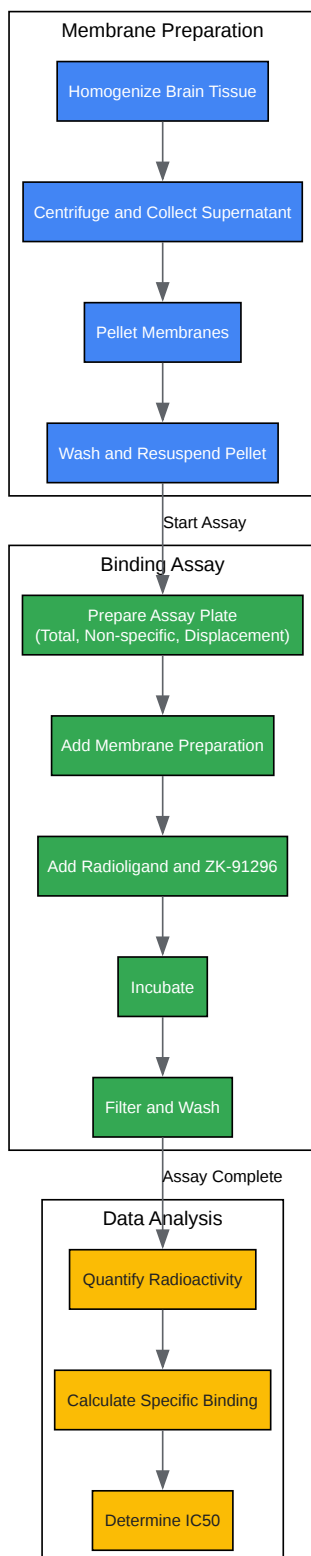 Membrane Preparation
Homogenize Brain Tissue
Centrifuge and Collect Supernatant
Pellet Membranes
Wash and Resuspend Pellet
Start Assay
Binding Assay
Prepare Assay Plate
(Total, Non-specific, Displacement)
Add Membrane Preparation
Add Radioligand and ZK-91296
Incubate
Filter and Wash
Assay Complete
Data Analysis
Quantify Radioactivity
Calculate Specific Binding
Determine IC50